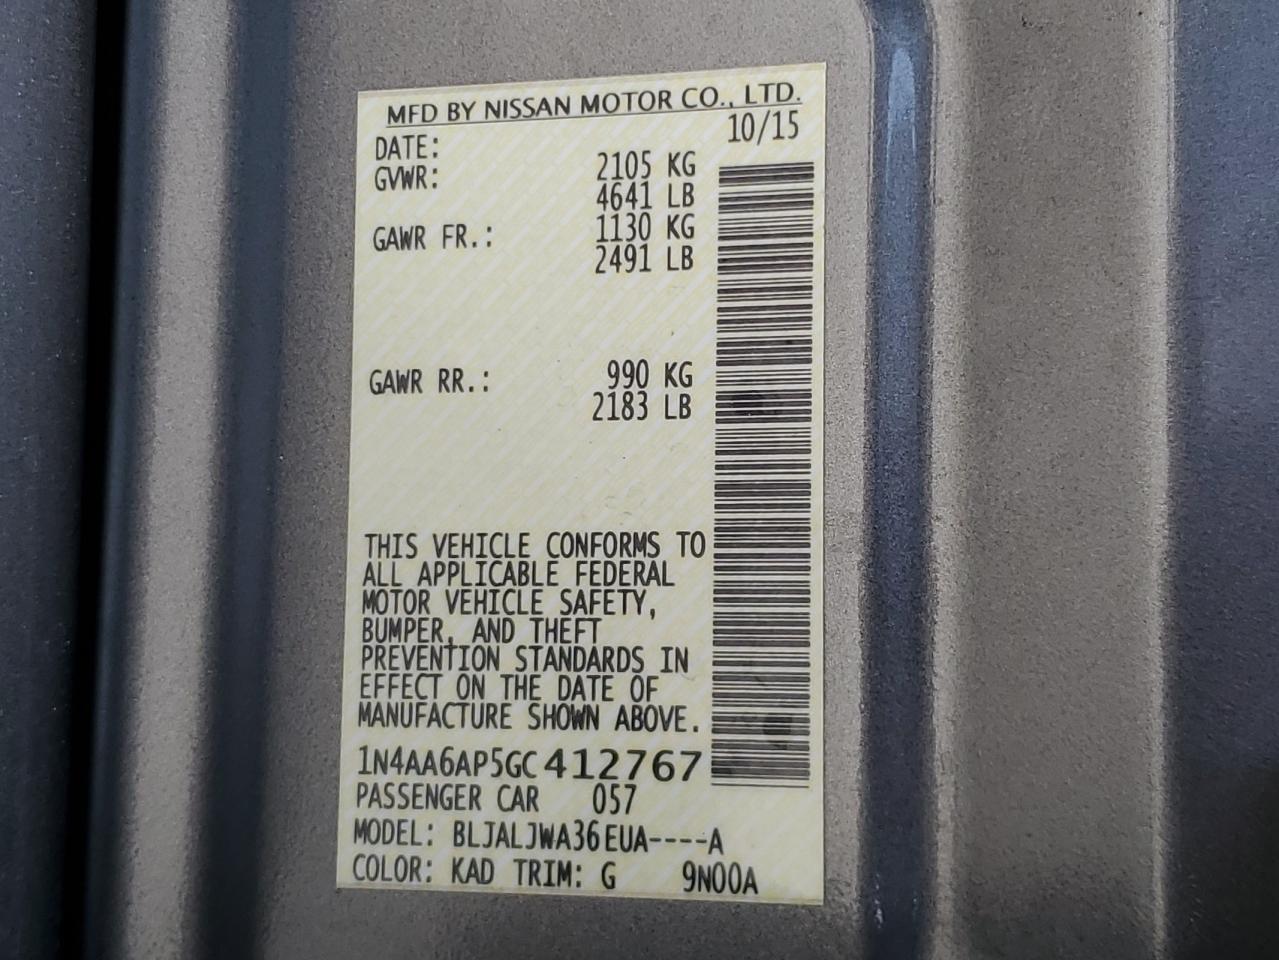 MFD BY NISSAN MOTOR CO., LTD.
DATE: 10/15
GVWR: 2105 KG
4641 LB
GAWR FR.: 1130 KG
2491 LB
GAWR RR.: 990 KG
2183 LB
THIS VEHICLE CONFORMS TO
ALL APPLICABLE FEDERAL
MOTOR VEHICLE SAFETY,
BUMPER, AND THEFT
PREVENTION STANDARDS IN
EFFECT ON THE DATE OF
MANUFACTURE SHOWN ABOVE.
1N4AA6AP5GC412767
PASSENGER CAR 057
MODEL: BLJALJWA36EUA----A
COLOR: KAD TRIM: G 9N00A